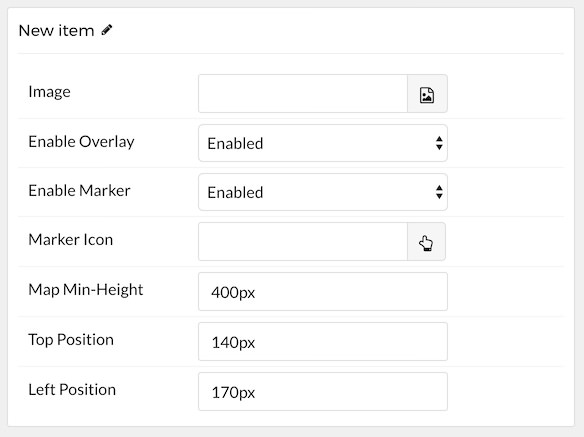 New item
Image
Enable Overlay
Enabled
Enable Marker
Enabled
Marker Icon
Map Min-Height
400px
Top Position
140px
Left Position
170px